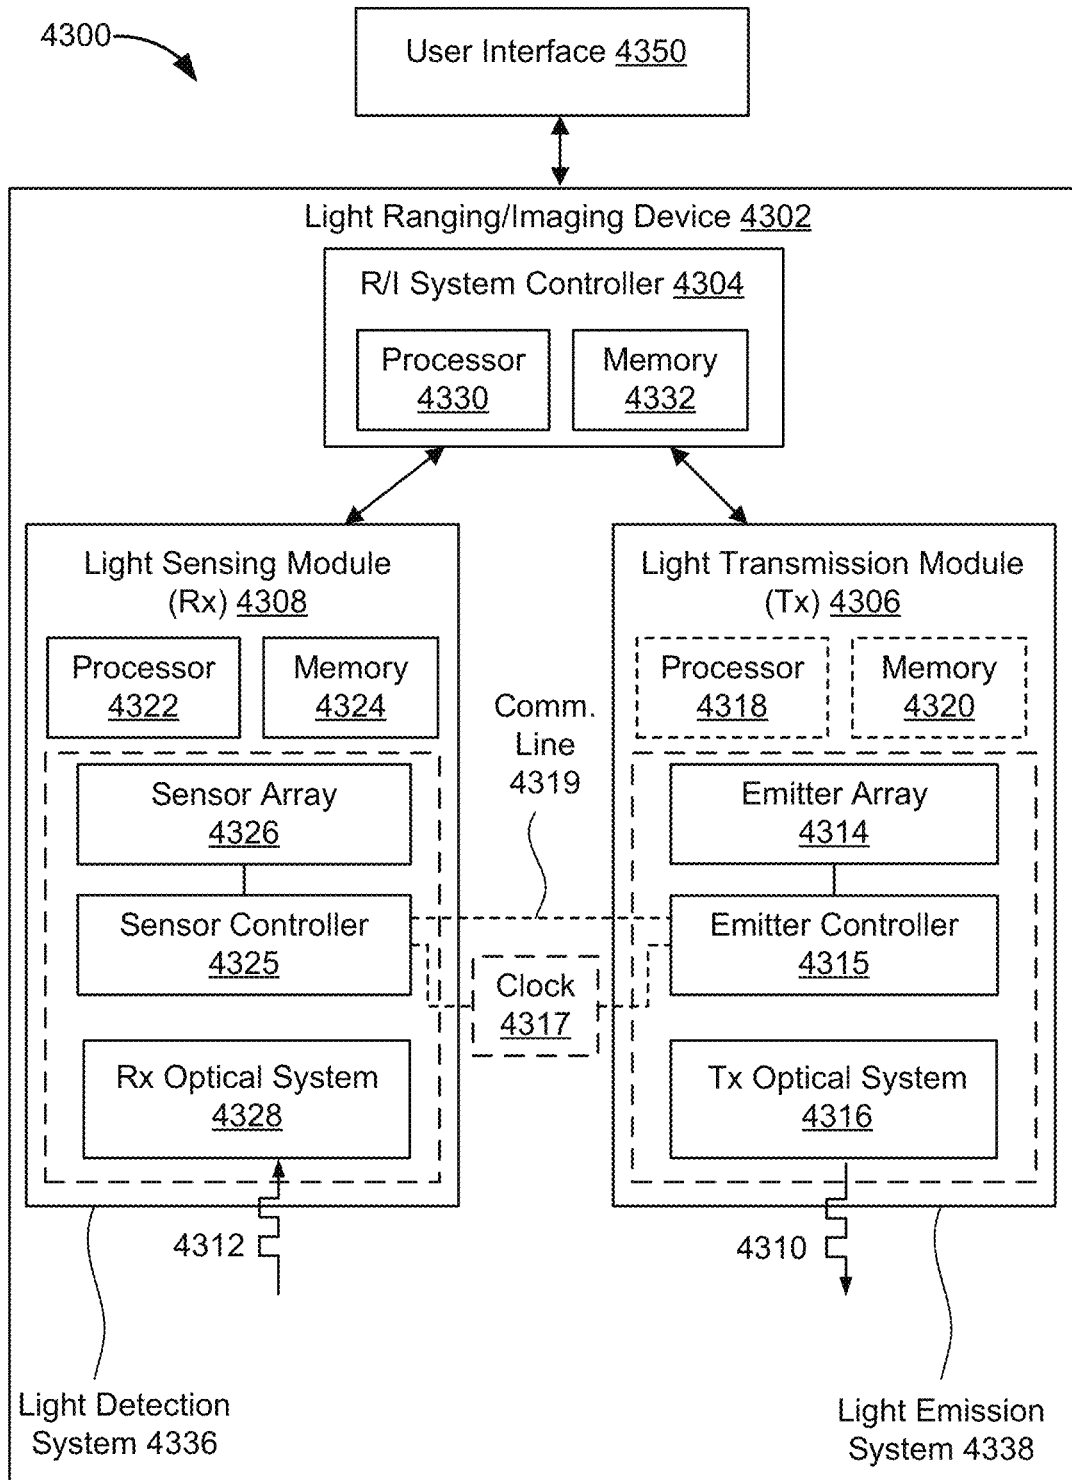 4300
User Interface 4350
Light Ranging/Imaging Device 4302
R/I System Controller 4304
Processor
4330
Memory
4332
Light Sensing Module
(Rx) 4308
Processor
4322
Memory
4324
Sensor Array
4326
Sensor Controller
4325
Rx Optical System
4328
4312
Light Detection
System 4336
Comm.
Line
4319
Clock
4317
Light Transmission Module
(Tx) 4306
Processor
4318
Memory
4320
Emitter Array
4314
Emitter Controller
4315
Tx Optical System
4316
4310
Light Emission
System 4338